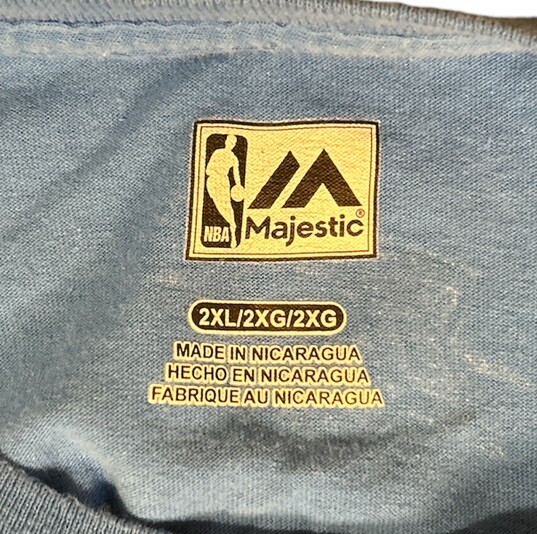 NBA
Majestic®
2XL/2XG/2XG
MADE IN NICARAGUA
HECHO EN NICARAGUA
FABRIQUE AU NICARAGUA